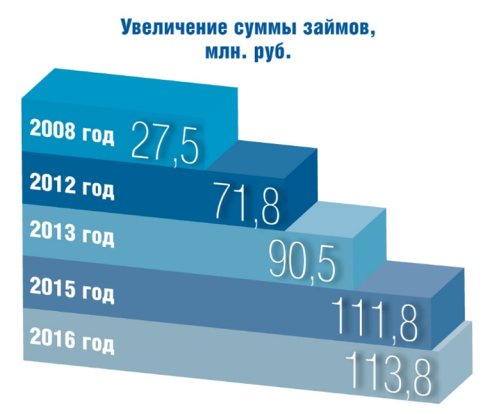 Увеличение суммы займов,
млн. руб.
2008 год 27,5
2012 год 71,8
2013 год 90,5
2015 год 111,8
2016 год 113,8